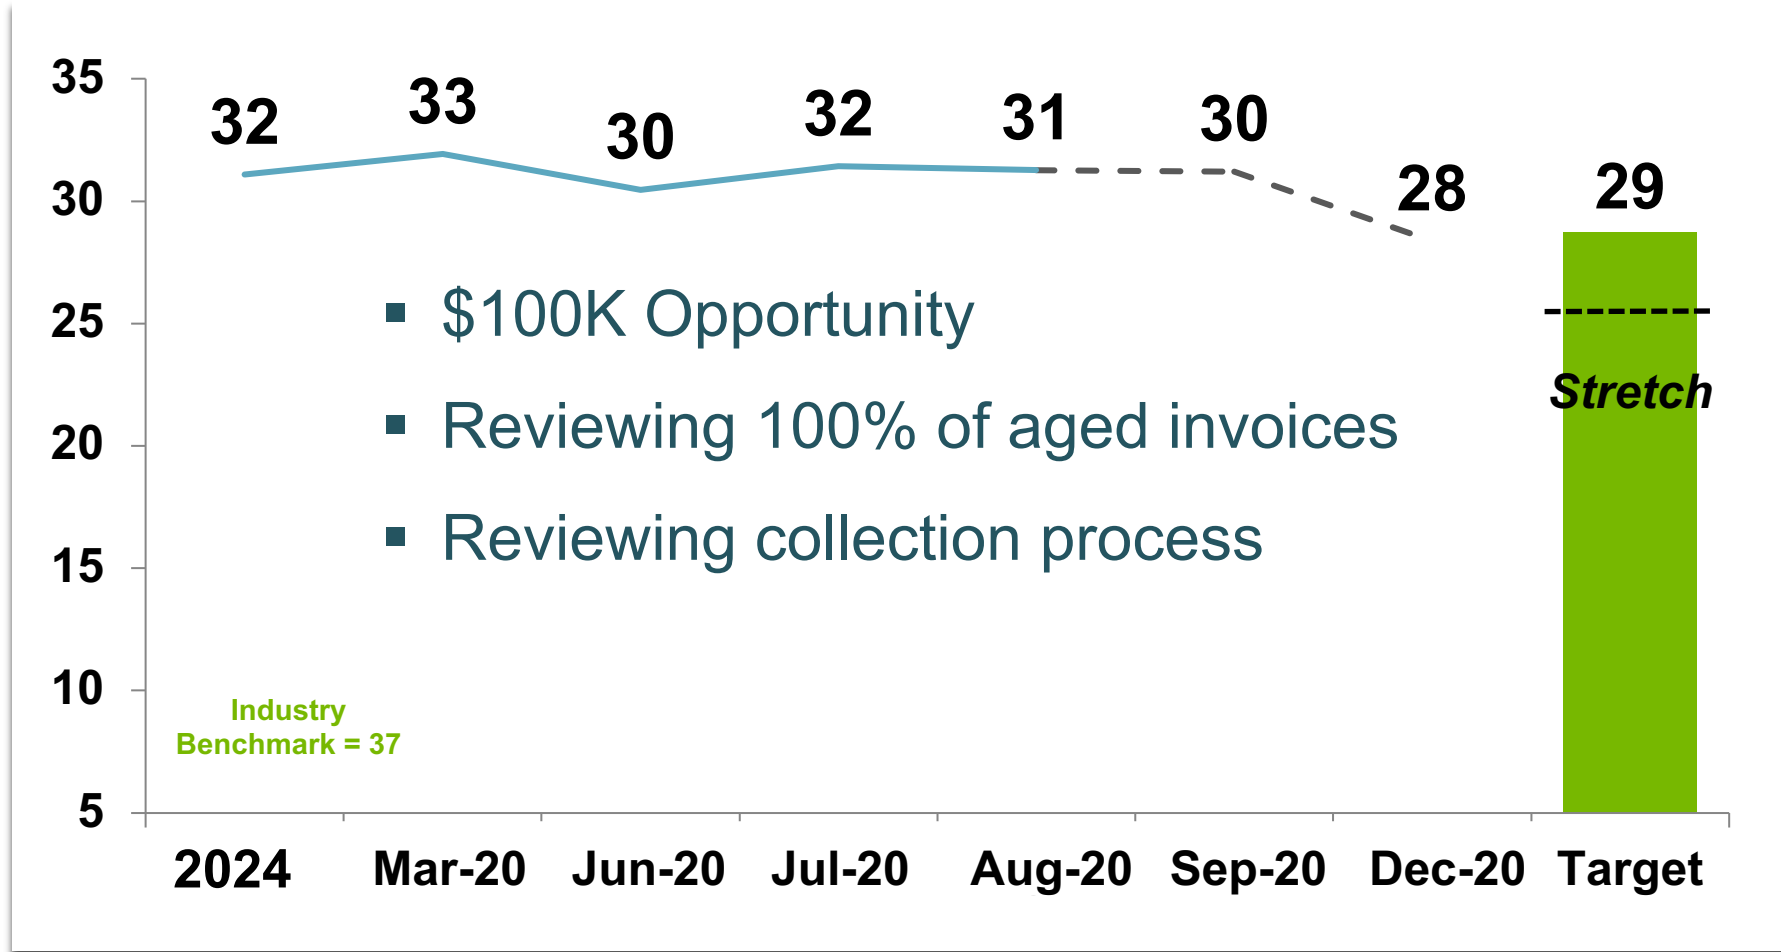 35
30
25
20
15
10
5
32
33
30
32
31
30
28
29
▪ $100K Opportunity
▪ Reviewing 100% of aged invoices
▪ Reviewing collection process
Stretch
Industry
Benchmark = 37
2024 Mar-20 Jun-20 Jul-20 Aug-20 Sep-20 Dec-20 Target